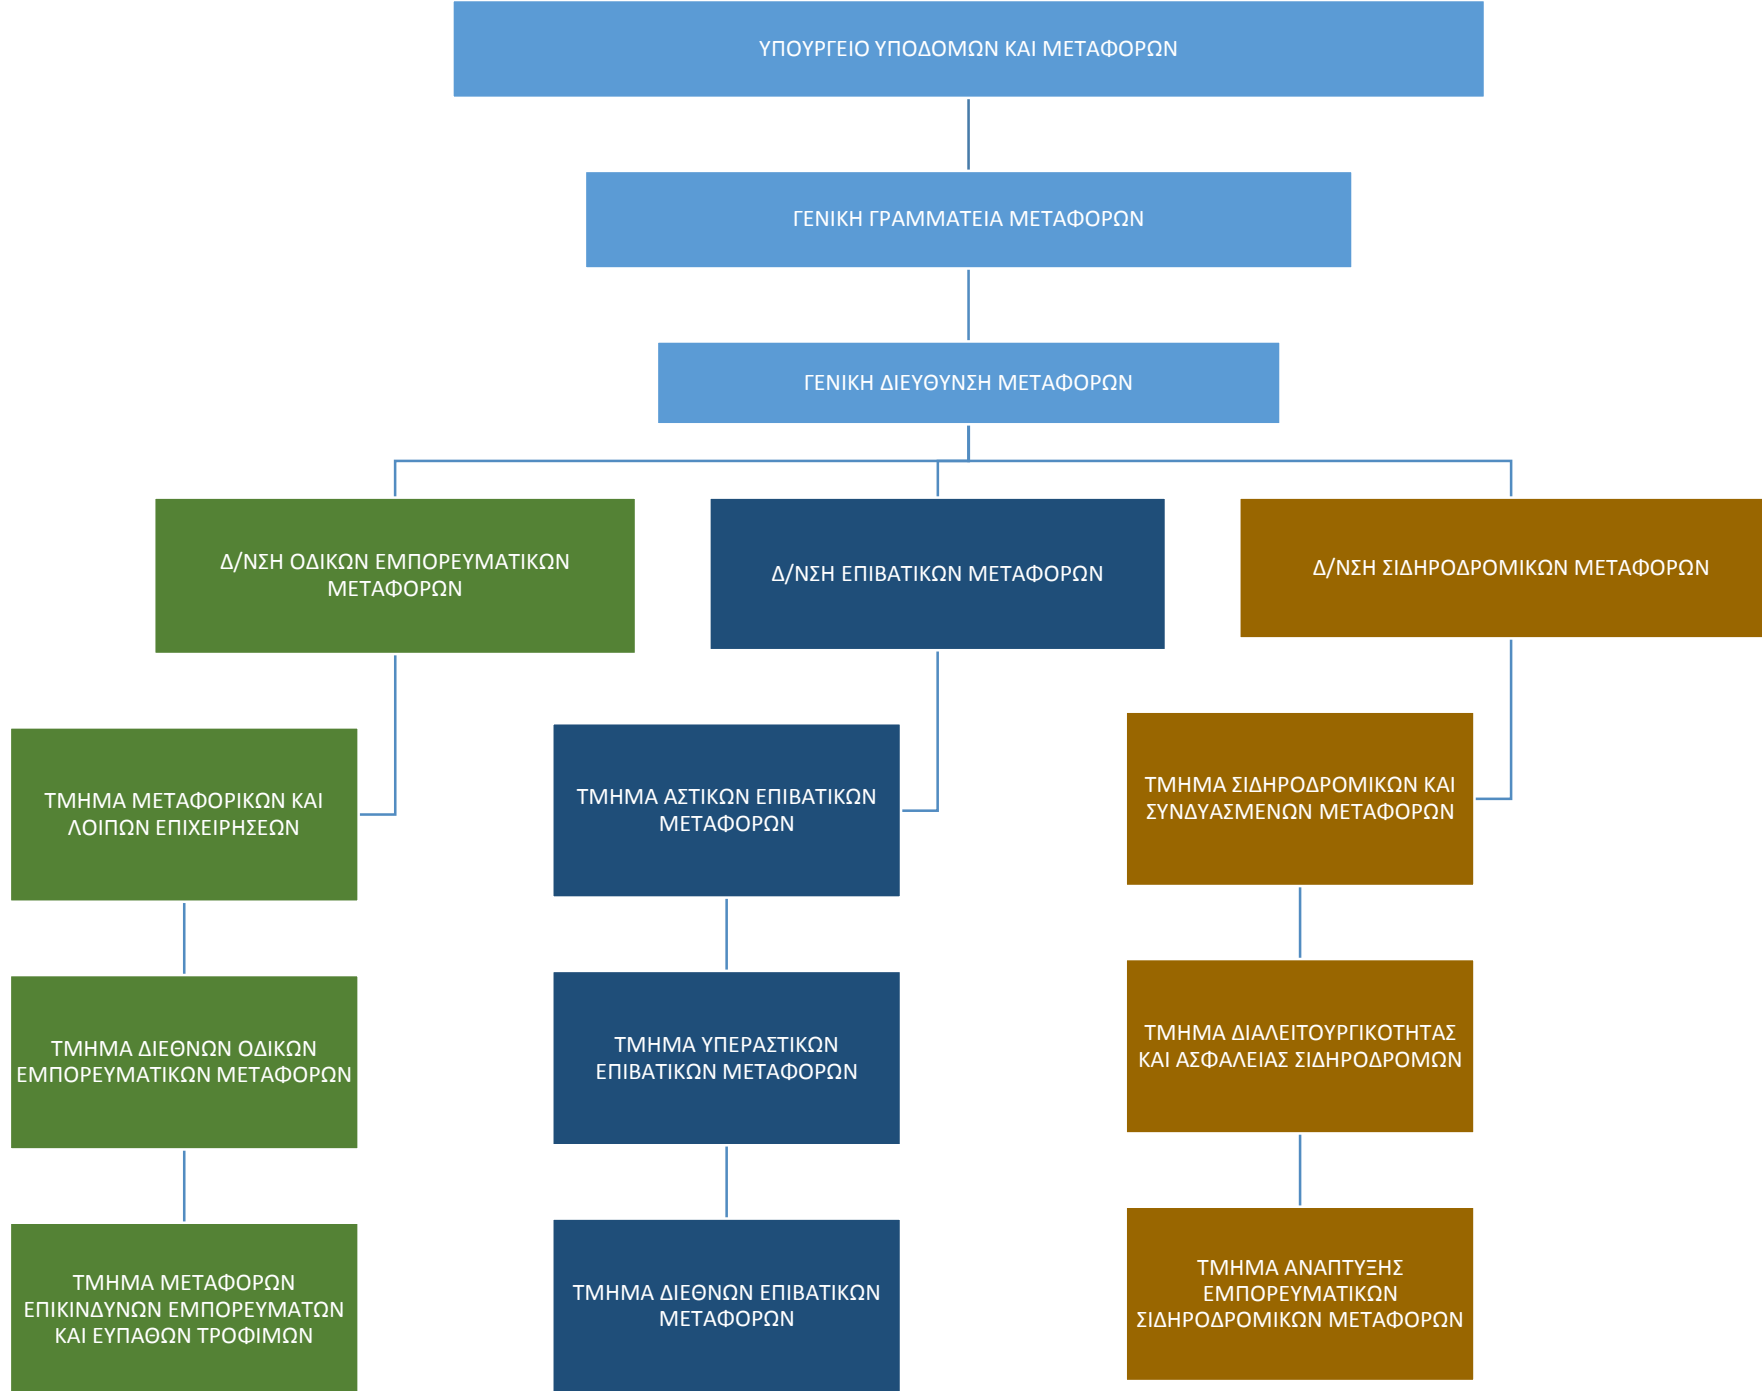 ΥΠΟΥΡΓΕΙΟ ΥΠΟΔΟΜΩΝ ΚΑΙ ΜΕΤΑΦΟΡΩΝ
ΓΕΝΙΚΗ ΓΡΑΜΜΑΤΕΙΑ ΜΕΤΑΦΟΡΩΝ
ΓΕΝΙΚΗ ΔΙΕΥΘΥΝΣΗ ΜΕΤΑΦΟΡΩΝ
Δ/ΝΣΗ ΟΔΙΚΩΝ ΕΜΠΟΡΕΥΜΑΤΙΚΩΝ
ΜΕΤΑΦΟΡΩΝ
Δ/ΝΣΗ ΕΠΙΒΑΤΙΚΩΝ ΜΕΤΑΦΟΡΩΝ
Δ/ΝΣΗ ΣΙΔΗΡΟΔΡΟΜΙΚΩΝ ΜΕΤΑΦΟΡΩΝ
ΤΜΗΜΑ ΜΕΤΑΦΟΡΙΚΩΝ ΚΑΙ
ΛΟΙΠΩΝ ΕΠΙΧΕΙΡΗΣΕΩΝ
ΤΜΗΜΑ ΑΣΤΙΚΩΝ ΕΠΙΒΑΤΙΚΩΝ
ΜΕΤΑΦΟΡΩΝ
ΤΜΗΜΑ ΣΙΔΗΡΟΔΡΟΜΙΚΩΝ ΚΑΙ
ΣΥΝΔΥΑΣΜΕΝΩΝ ΜΕΤΑΦΟΡΩΝ
ΤΜΗΜΑ ΔΙΕΘΝΩΝ ΟΔΙΚΩΝ
ΕΜΠΟΡΕΥΜΑΤΙΚΩΝ ΜΕΤΑΦΟΡΩΝ
ΤΜΗΜΑ ΥΠΕΡΑΣΤΙΚΩΝ
ΕΠΙΒΑΤΙΚΩΝ ΜΕΤΑΦΟΡΩΝ
ΤΜΗΜΑ ΔΙΑΛΕΙΤΟΥΡΓΙΚΟΤΗΤΑΣ
ΚΑΙ ΑΣΦΑΛΕΙΑΣ ΣΙΔΗΡΟΔΡΟΜΩΝ
ΤΜΗΜΑ ΜΕΤΑΦΟΡΩΝ
ΕΠΙΚΙΝΔΥΝΩΝ ΕΜΠΟΡΕΥΜΑΤΩΝ
ΚΑΙ ΕΥΠΑΘΩΝ ΤΡΟΦΙΜΩΝ
ΤΜΗΜΑ ΔΙΕΘΝΩΝ ΕΠΙΒΑΤΙΚΩΝ
ΜΕΤΑΦΟΡΩΝ
ΤΜΗΜΑ ΑΝΑΠΤΥΞΗΣ
ΕΜΠΟΡΕΥΜΑΤΙΚΩΝ
ΣΙΔΗΡΟΔΡΟΜΙΚΩΝ ΜΕΤΑΦΟΡΩΝ